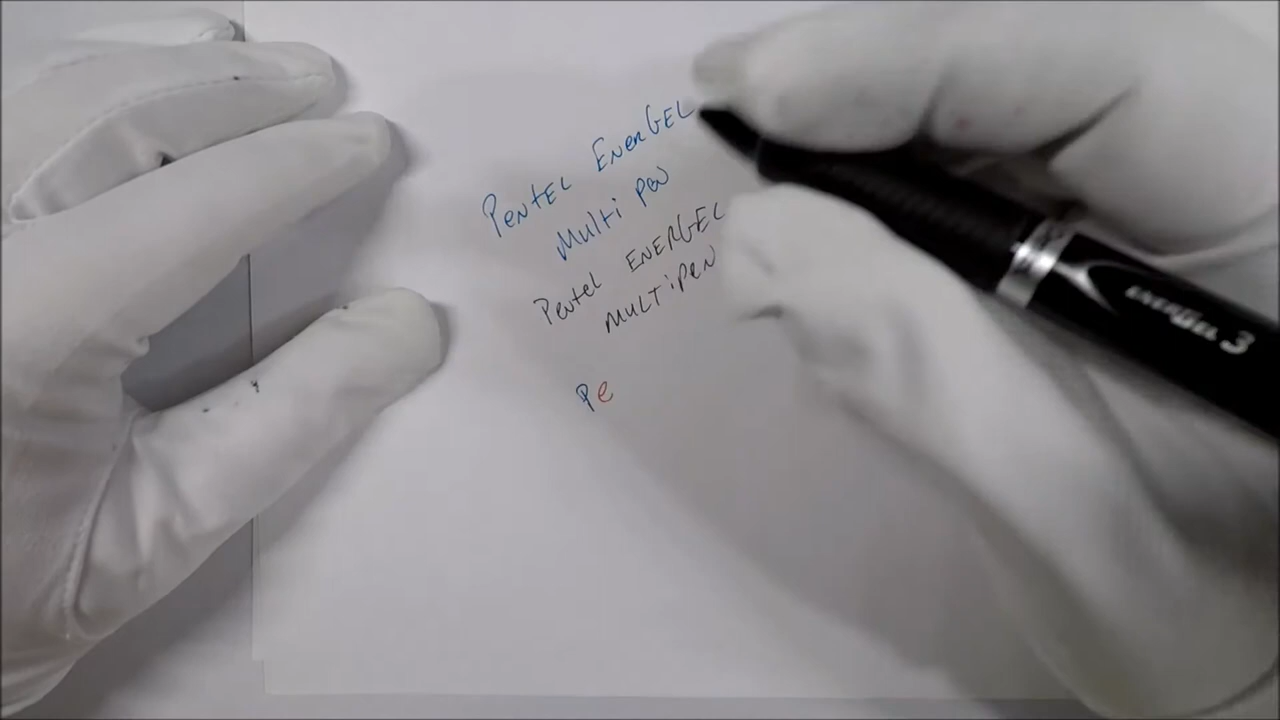 Pentel EnerGEL
Multi Pen
Pentel ENERGEL
MULTIPEN
Pe
ENERGEL 3